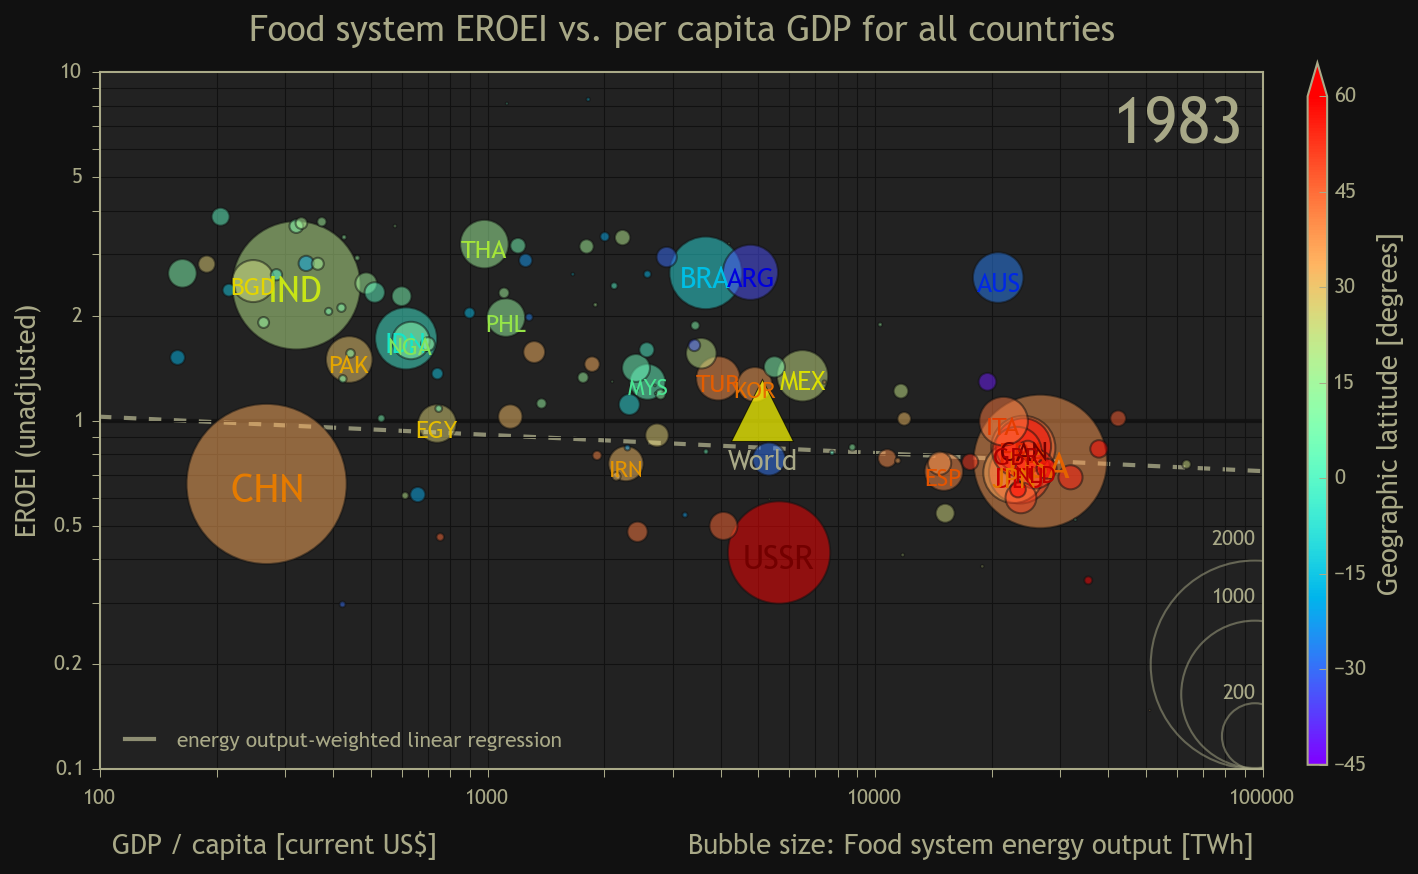 Food system EROEI vs. per capita GDP for all countries
1983
10
5
2
1
0.5
0.2
0.1
EROEI (unadjusted)
THA
BGD
IND
BRA
ARG
AUS
PHL
NGA
PAK
MYS
TUR
KOR
MEX
EGY
ITA
World
IRN
ESP
CHN
USSR
2000
1000
200
energy output-weighted linear regression
100
1000
10000
100000
GDP / capita [current US$]
Bubble size: Food system energy output [TWh]
60
45
30
15
0
−15
−30
−45
Geographic latitude [degrees]